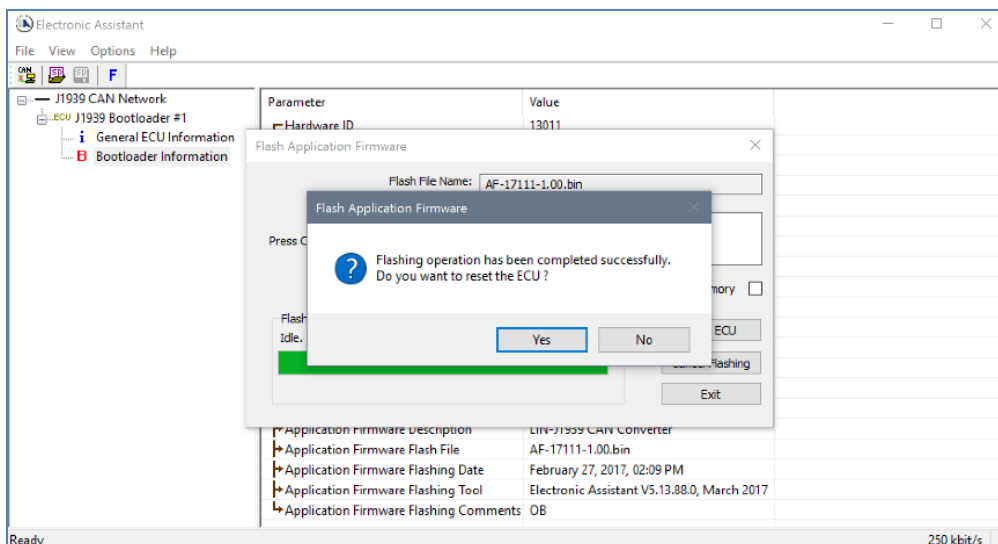 Electronic Assistant
File View Options Help
CAN SP SP F
J1939 CAN Network
ECU J1939 Bootloader #1
i General ECU Information
B Bootloader Information
Parameter Value
Hardware ID 13011
Flash Application Firmware
Flash File Name: AF-17111-1.00.bin
Flash Application Firmware
Press C
Flashing operation has been completed successfully.
Do you want to reset the ECU ?
mory
Flash
Idle.
Yes No
ECU
Flashing
Exit
Application Firmware Description LIN-J1939 CAN Converter
Application Firmware Flash File AF-17111-1.00.bin
Application Firmware Flashing Date February 27, 2017, 02:09 PM
Application Firmware Flashing Tool Electronic Assistant V5.13.88.0, March 2017
Application Firmware Flashing Comments OB
Ready 250 kbit/s